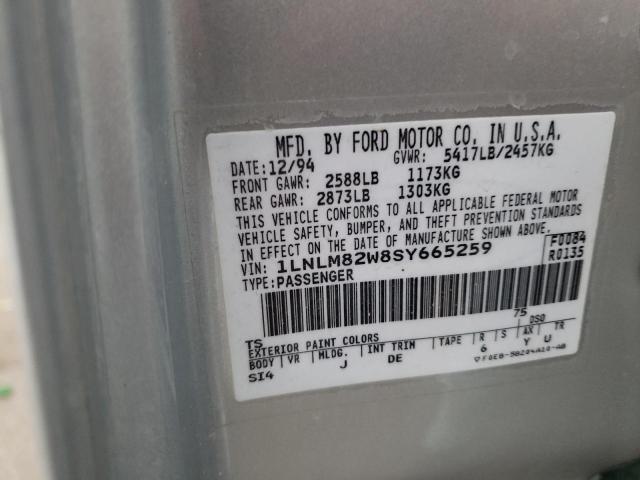 MFD. BY FORD MOTOR CO. IN U.S.A.
DATE: 12/94 GVWR: 5417LB/2457KG
FRONT GAWR: 2588LB 1173KG
REAR GAWR: 2873LB 1303KG
THIS VEHICLE CONFORMS TO ALL APPLICABLE FEDERAL MOTOR
VEHICLE SAFETY, BUMPER, AND THEFT PREVENTION STANDARDS
IN EFFECT ON THE DATE OF MANUFACTURE SHOWN ABOVE.
VIN: 1LNLM82W8SY665259 F0084
TYPE: PASSENGER R0135
75
TS DSO
EXTERIOR PAINT COLORS
BODY VR MLDG. INT TRIM TAPE R S AX TR
SI4 J DE 6 Y U